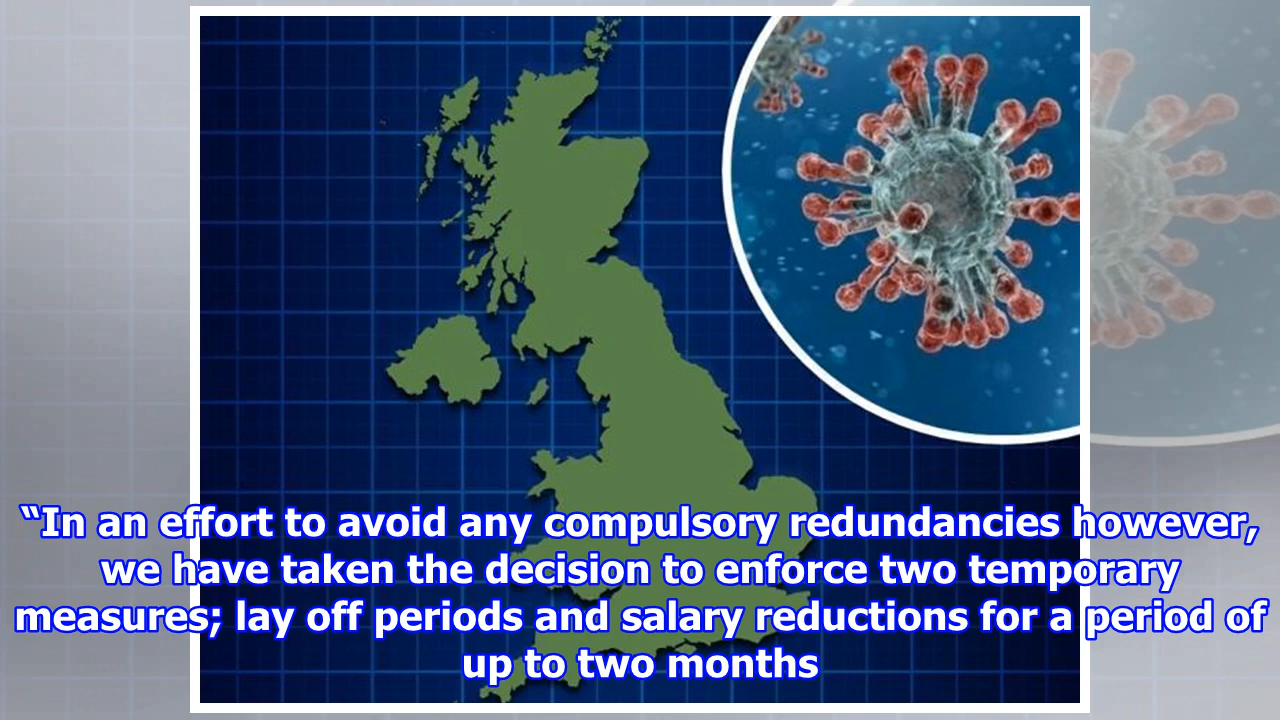 “In an effort to avoid any compulsory redundancies however,
we have taken the decision to enforce two temporary
measures; lay off periods and salary reductions for a period of
up to two months